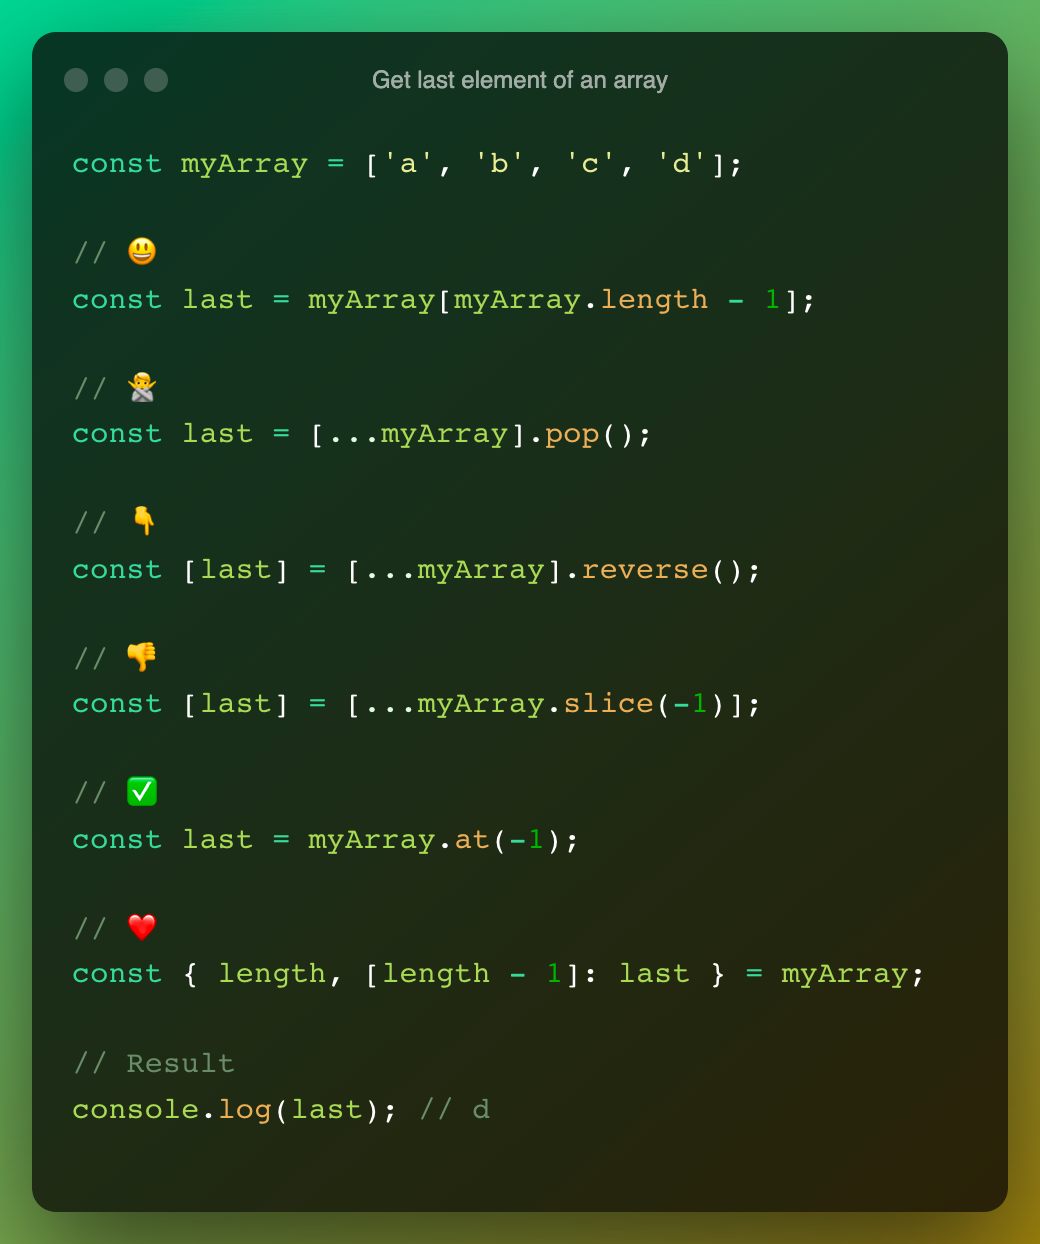 Get last element of an array
const myArray = ['a', 'b', 'c', 'd'];
// 😃
const last = myArray[myArray.length - 1];
// 🙅
const last = [...myArray].pop();
// 👇
const [last] = [...myArray].reverse();
// 👎
const [last] = [...myArray.slice(-1)];
// ✅
const last = myArray.at(-1);
// ❤️
const { length, [length - 1]: last } = myArray;
// Result
console.log(last); // d